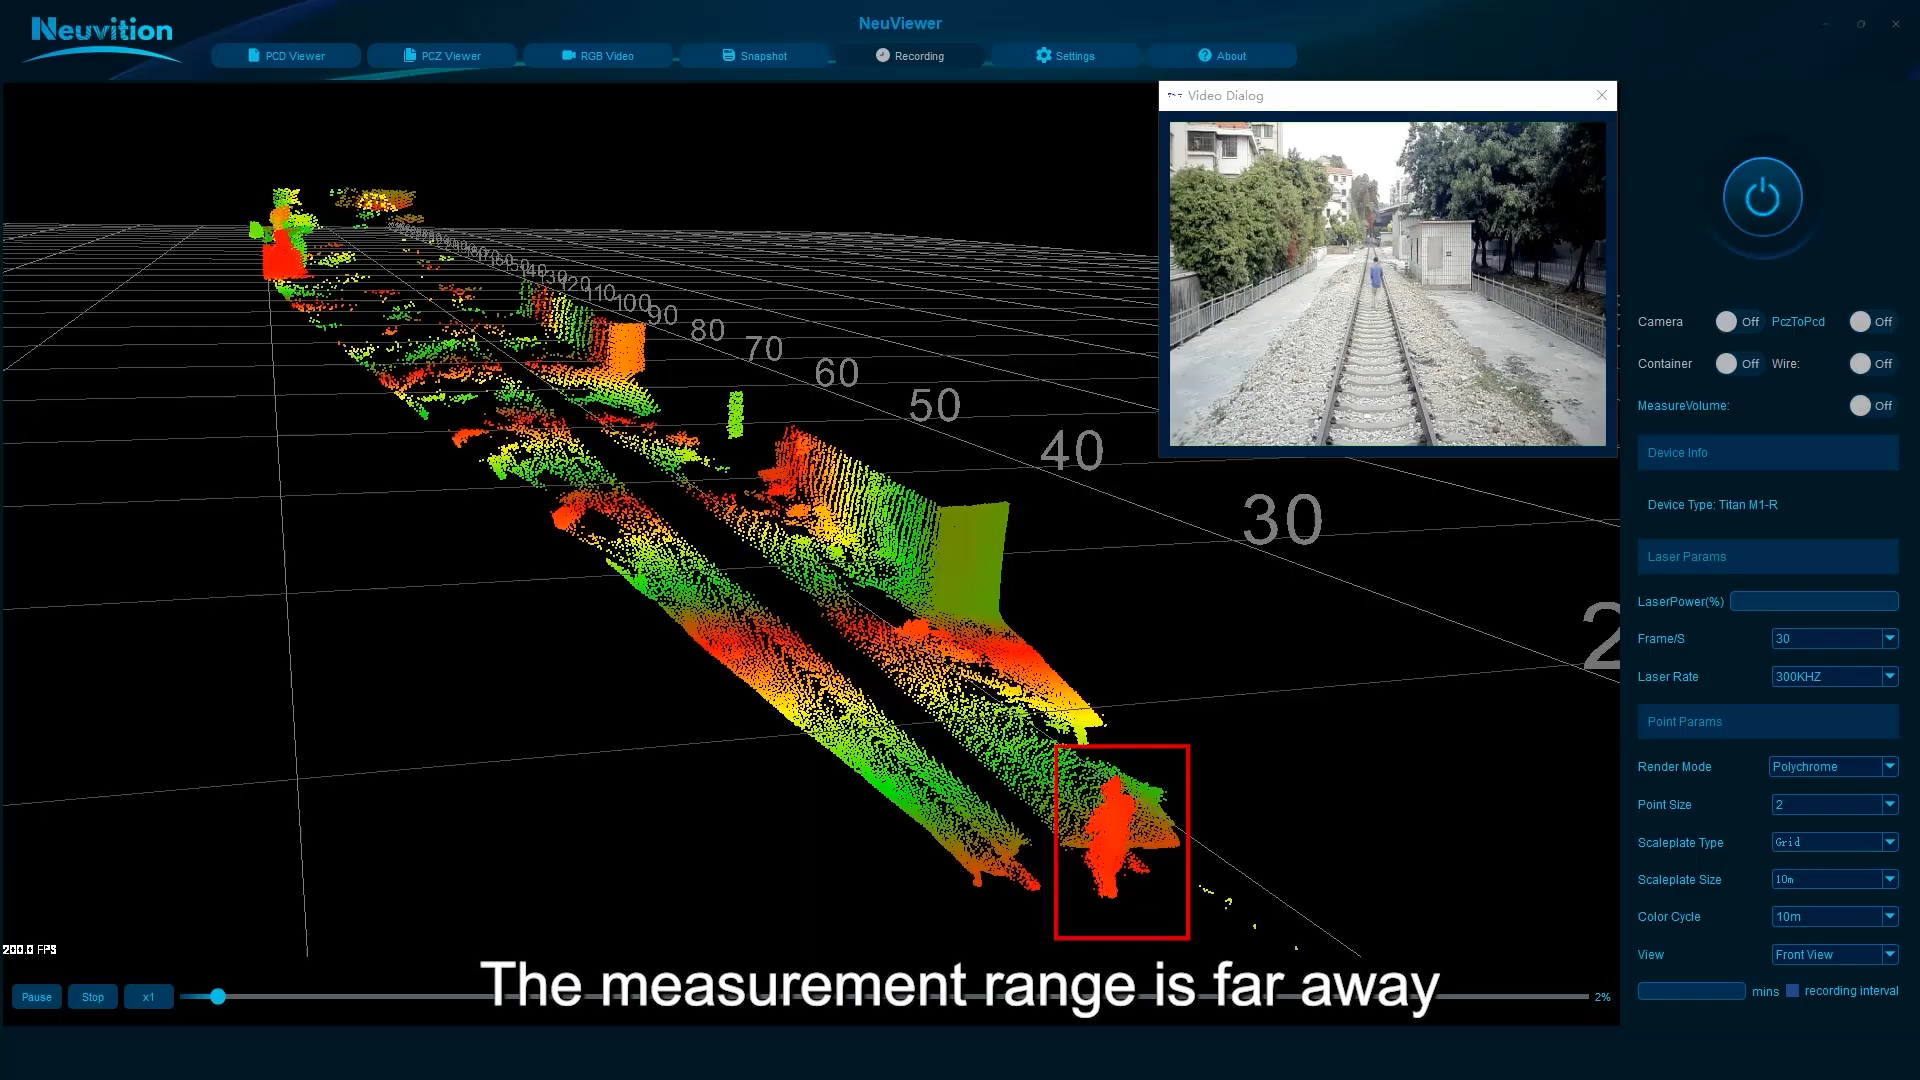 Neuvition
NeuViewer
PCD Viewer
PCZ Viewer
RGB Video
Snapshot
Recording
Settings
About
Video Dialog
Camera
Off
PczToPcd
Off
Container
Off
Wire:
Off
MeasureVolume:
Off
Device Info
Device Type: Titan M1-R
Laser Params
LaserPower(%)
Frame/S
30
Laser Rate
300KHZ
Point Params
Render Mode
Polychrome
Point Size
2
Scaleplate Type
Grid
Scaleplate Size
10m
Color Cycle
10m
View
Front View
mins
recording interval
150
140
130
120
110
100
90
80
70
60
50
40
30
2
200.0 FPS
The measurement range is far away
Pause
Stop
x1
2%